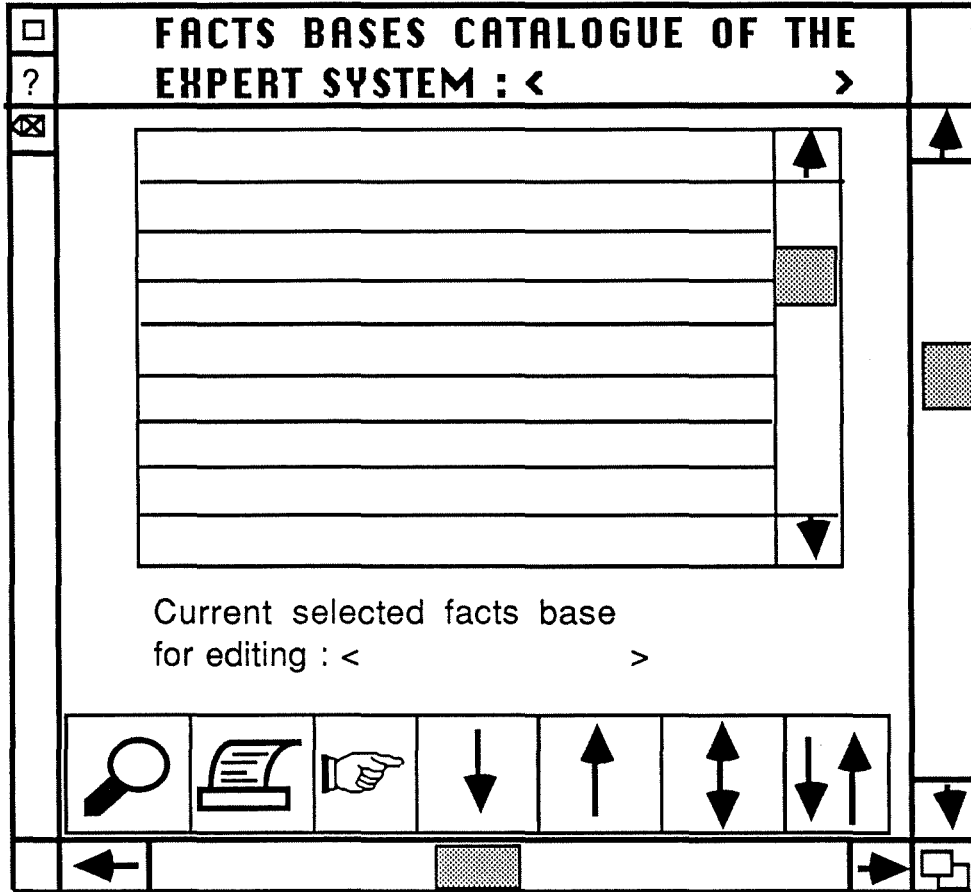 FACTS BASES CATALOGUE OF THE
EXPERT SYSTEM : < >
?
Current selected facts base
for editing : < >